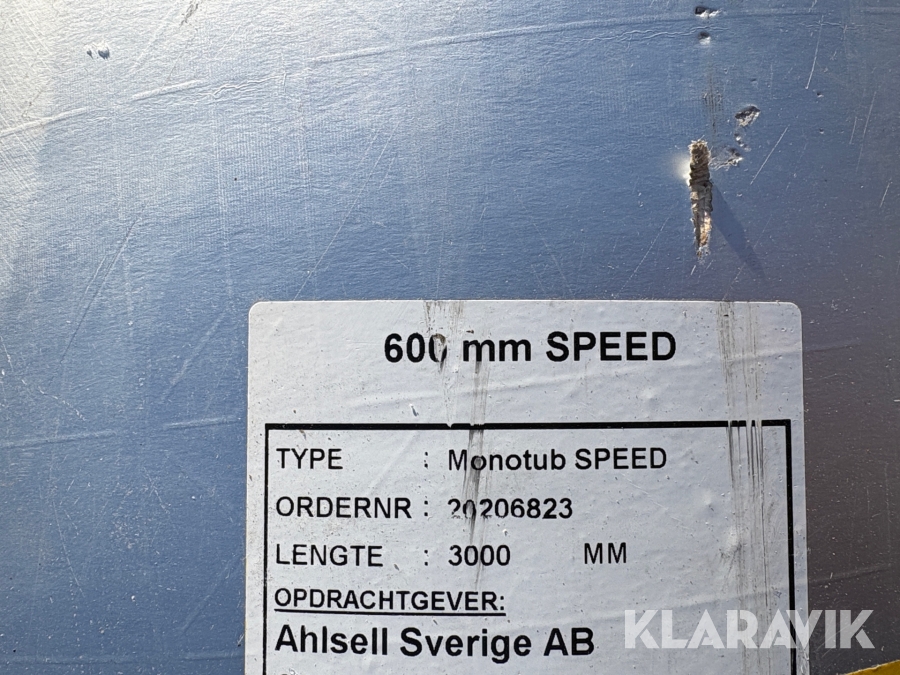 600 mm SPEED
TYPE : Monotub SPEED
ORDERNR : 20206823
LENGTE : 3000 MM
OPDRACHTGEVER:
Ahlsell Sverige AB
KLARAVIK